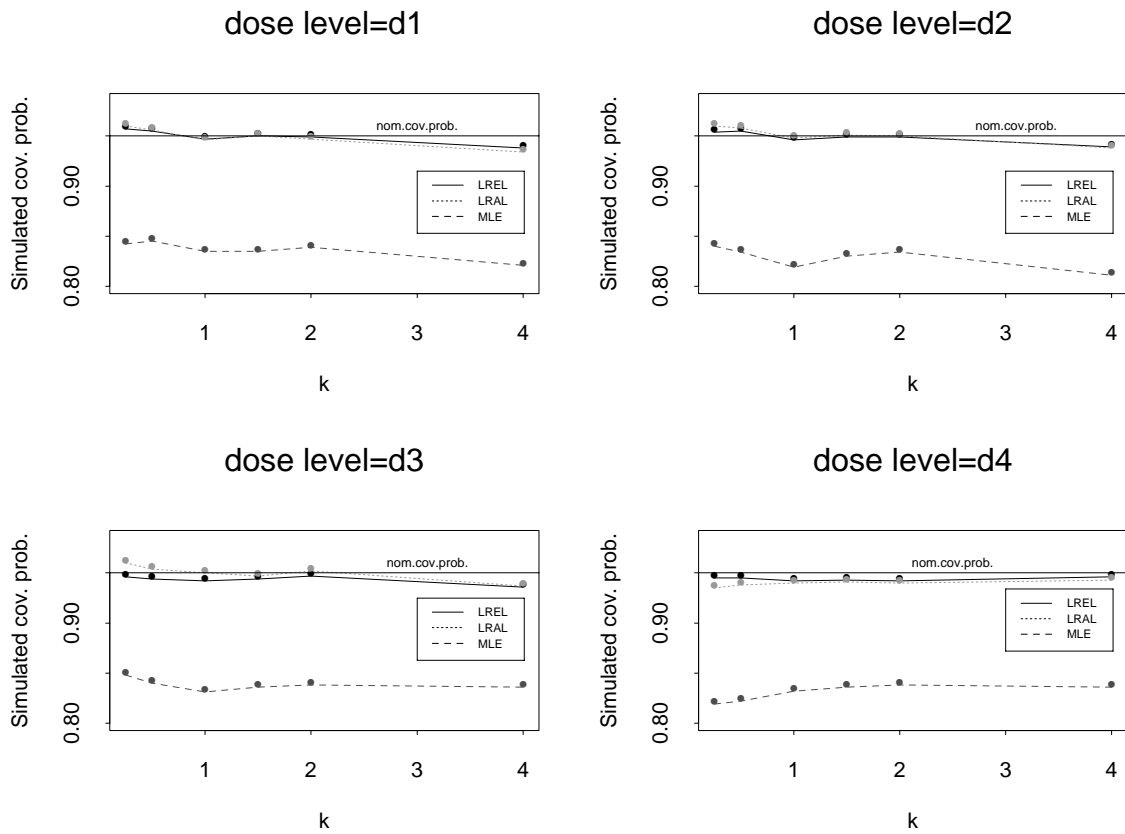 dose level=d1
Simulated cov. prob.
0.90
0.80
nom.cov.prob.
LREL
LRAL
MLE
1 2 3 4
k
dose level=d2
Simulated cov. prob.
0.90
0.80
nom.cov.prob.
LREL
LRAL
MLE
1 2 3 4
k
dose level=d3
Simulated cov. prob.
0.90
0.80
nom.cov.prob.
LREL
LRAL
MLE
1 2 3 4
k
dose level=d4
Simulated cov. prob.
0.90
0.80
nom.cov.prob.
LREL
LRAL
MLE
1 2 3 4
k